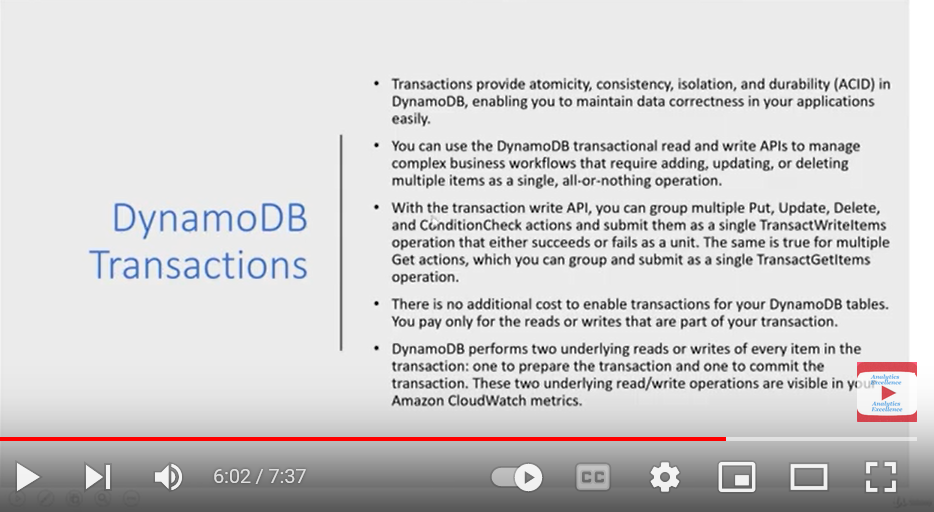 DynamoDB
Transactions
• Transactions provide atomicity, consistency, isolation, and durability (ACID) in
DynamoDB, enabling you to maintain data correctness in your applications
easily.
• You can use the DynamoDB transactional read and write APIs to manage
complex business workflows that require adding, updating, or deleting
multiple items as a single, all-or-nothing operation.
• With the transaction write API, you can group multiple Put, Update, Delete,
and ConditionCheck actions and submit them as a single TransactWriteItems
operation that either succeeds or fails as a unit. The same is true for multiple
Get actions, which you can group and submit as a single TransactGetItems
operation.
• There is no additional cost to enable transactions for your DynamoDB tables.
You pay only for the reads or writes that are part of your transaction.
• DynamoDB performs two underlying reads or writes of every item in the
transaction: one to prepare the transaction and one to commit the
transaction. These two underlying read/write operations are visible in your
Amazon CloudWatch metrics.
Analytics
Excellence
Analytics
Excellence
6:02 / 7:37
CC